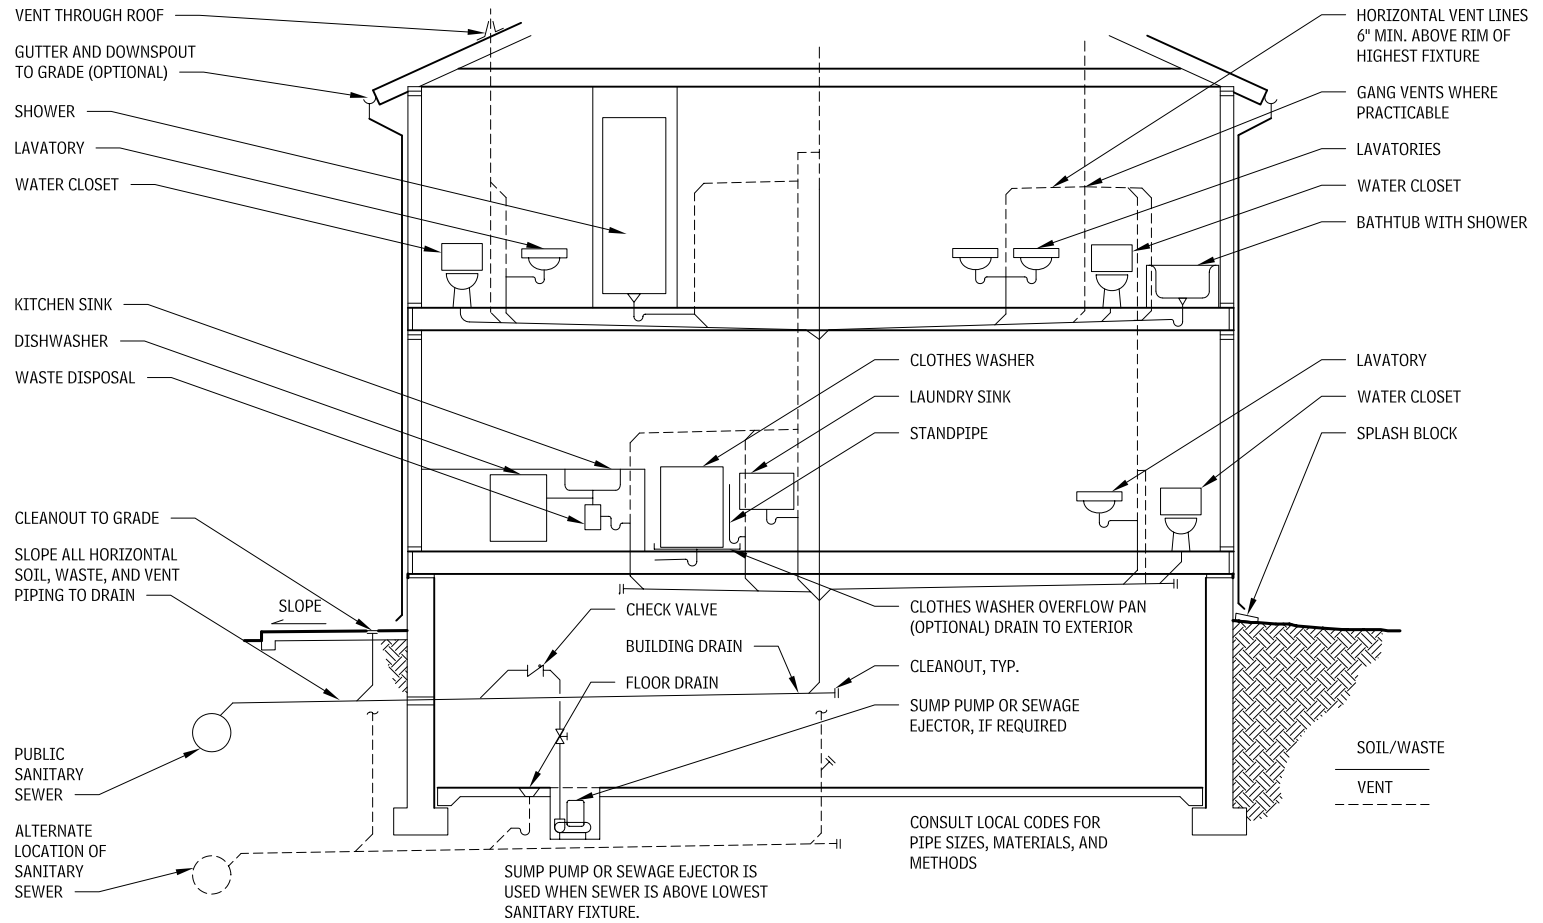 VENT THROUGH ROOF
GUTTER AND DOWNSPOUT
TO GRADE (OPTIONAL)
SHOWER
LAVATORY
WATER CLOSET
KITCHEN SINK
DISHWASHER
WASTE DISPOSAL
CLEANOUT TO GRADE
SLOPE ALL HORIZONTAL
SOIL, WASTE, AND VENT
PIPING TO DRAIN
SLOPE
PUBLIC
SANITARY
SEWER
ALTERNATE
LOCATION OF
SANITARY
SEWER
CHECK VALVE
BUILDING DRAIN
FLOOR DRAIN
SUMP PUMP OR SEWAGE EJECTOR IS
USED WHEN SEWER IS ABOVE LOWEST
SANITARY FIXTURE.
CLOTHES WASHER
LAUNDRY SINK
STANDPIPE
CLOTHES WASHER OVERFLOW PAN
(OPTIONAL) DRAIN TO EXTERIOR
CLEANOUT, TYP.
SUMP PUMP OR SEWAGE
EJECTOR, IF REQUIRED
CONSULT LOCAL CODES FOR
PIPE SIZES, MATERIALS, AND
METHODS
HORIZONTAL VENT LINES
6" MIN. ABOVE RIM OF
HIGHEST FIXTURE
GANG VENTS WHERE
PRACTICABLE
LAVATORIES
WATER CLOSET
BATHTUB WITH SHOWER
LAVATORY
WATER CLOSET
SPLASH BLOCK
SOIL/WASTE
VENT